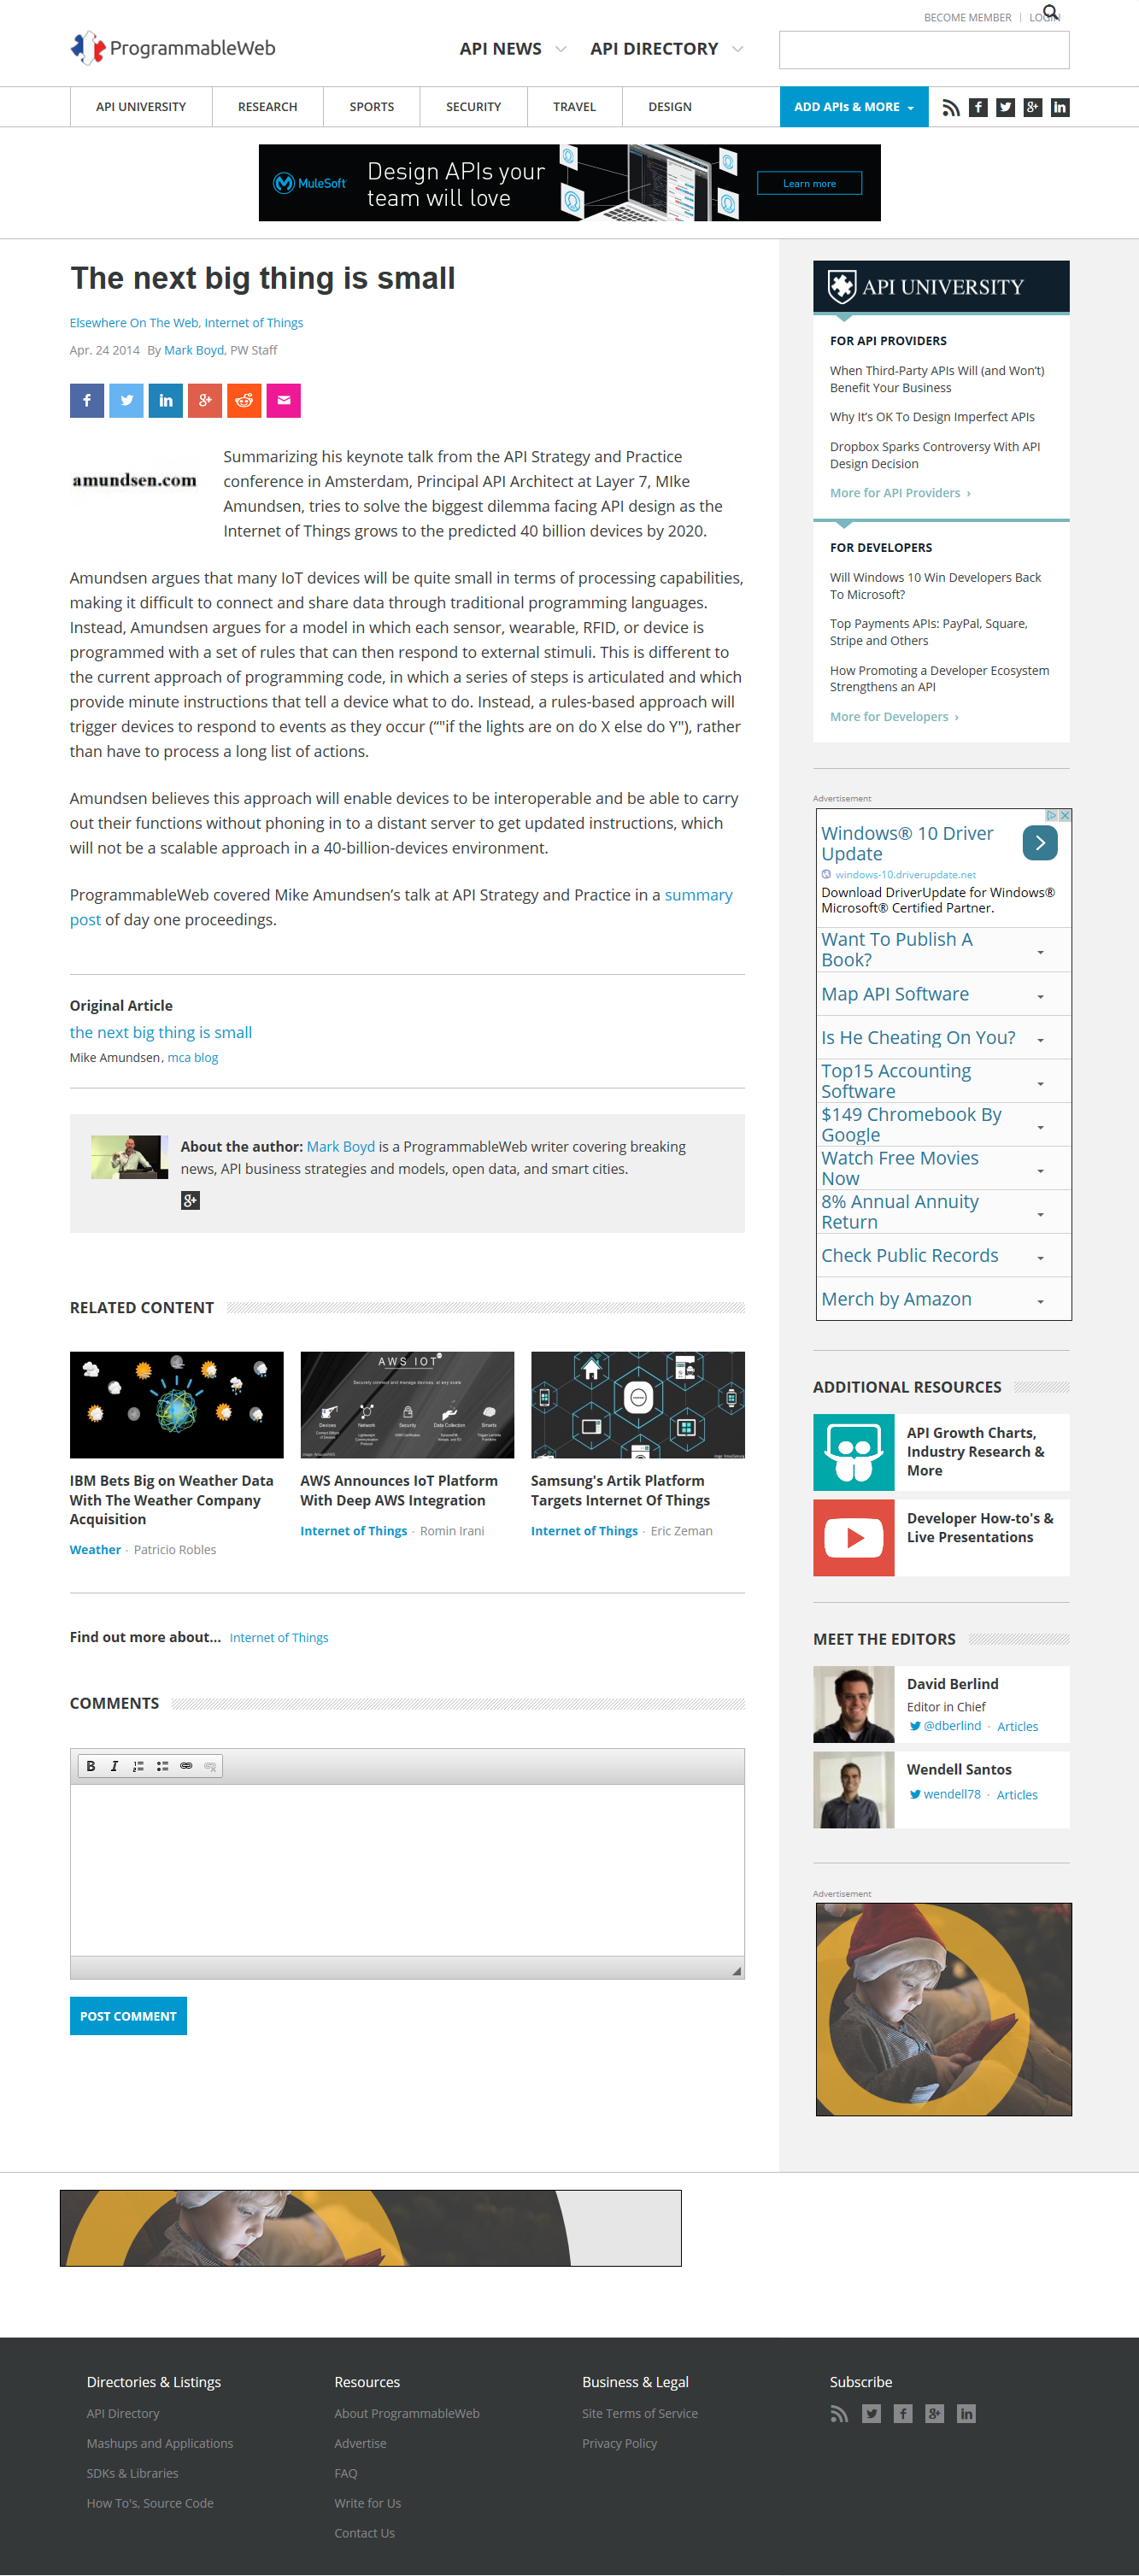 BECOME MEMBER | LOGIN
ProgrammableWeb
API NEWS
API DIRECTORY
API UNIVERSITY
RESEARCH
SPORTS
SECURITY
TRAVEL
DESIGN
ADD APIs & MORE
MuleSoft
Design APIs your
team will love
Learn more
The next big thing is small
Elsewhere On The Web, Internet of Things
Apr. 24 2014 By Mark Boyd, PW Staff
amundsen.com
Summarizing his keynote talk from the API Strategy and Practice
conference in Amsterdam, Principal API Architect at Layer 7, MIke
Amundsen, tries to solve the biggest dilemma facing API design as the
Internet of Things grows to the predicted 40 billion devices by 2020.
Amundsen argues that many IoT devices will be quite small in terms of processing capabilities,
making it difficult to connect and share data through traditional programming languages.
Instead, Amundsen argues for a model in which each sensor, wearable, RFID, or device is
programmed with a set of rules that can then respond to external stimuli. This is different to
the current approach of programming code, in which a series of steps is articulated and which
provide minute instructions that tell a device what to do. Instead, a rules-based approach will
trigger devices to respond to events as they occur (“"if the lights are on do X else do Y"), rather
than have to process a long list of actions.
Amundsen believes this approach will enable devices to be interoperable and be able to carry
out their functions without phoning in to a distant server to get updated instructions, which
will not be a scalable approach in a 40-billion-devices environment.
ProgrammableWeb covered Mike Amundsen’s talk at API Strategy and Practice in a summary
post of day one proceedings.
Original Article
the next big thing is small
Mike Amundsen, mca blog
About the author: Mark Boyd is a ProgrammableWeb writer covering breaking
news, API business strategies and models, open data, and smart cities.
RELATED CONTENT
AWS IOT
Securely connect and manage devices, at any scale
Devices
Network
Security
Data Collection
Smarts
IBM Bets Big on Weather Data
With The Weather Company
Acquisition
Weather · Patricio Robles
AWS Announces IoT Platform
With Deep AWS Integration
Internet of Things · Romin Irani
Samsung's Artik Platform
Targets Internet Of Things
Internet of Things · Eric Zeman
Find out more about... Internet of Things
COMMENTS
B I
POST COMMENT
API UNIVERSITY
FOR API PROVIDERS
When Third-Party APIs Will (and Won’t)
Benefit Your Business
Why It’s OK To Design Imperfect APIs
Dropbox Sparks Controversy With API
Design Decision
More for API Providers ›
FOR DEVELOPERS
Will Windows 10 Win Developers Back
To Microsoft?
Top Payments APIs: PayPal, Square,
Stripe and Others
How Promoting a Developer Ecosystem
Strengthens an API
More for Developers ›
Advertisement
Windows® 10 Driver
Update
windows-10.driverupdate.net
Download DriverUpdate for Windows®
Microsoft® Certified Partner.
Want To Publish A
Book?
Map API Software
Is He Cheating On You?
Top15 Accounting
Software
$149 Chromebook By
Google
Watch Free Movies
Now
8% Annual Annuity
Return
Check Public Records
Merch by Amazon
ADDITIONAL RESOURCES
API Growth Charts,
Industry Research &
More
Developer How-to's &
Live Presentations
MEET THE EDITORS
David Berlind
Editor in Chief
@dberlind · Articles
Wendell Santos
wendell78 · Articles
Advertisement
Directories & Listings
API Directory
Mashups and Applications
SDKs & Libraries
How To's, Source Code
Resources
About ProgrammableWeb
Advertise
FAQ
Write for Us
Contact Us
Business & Legal
Site Terms of Service
Privacy Policy
Subscribe